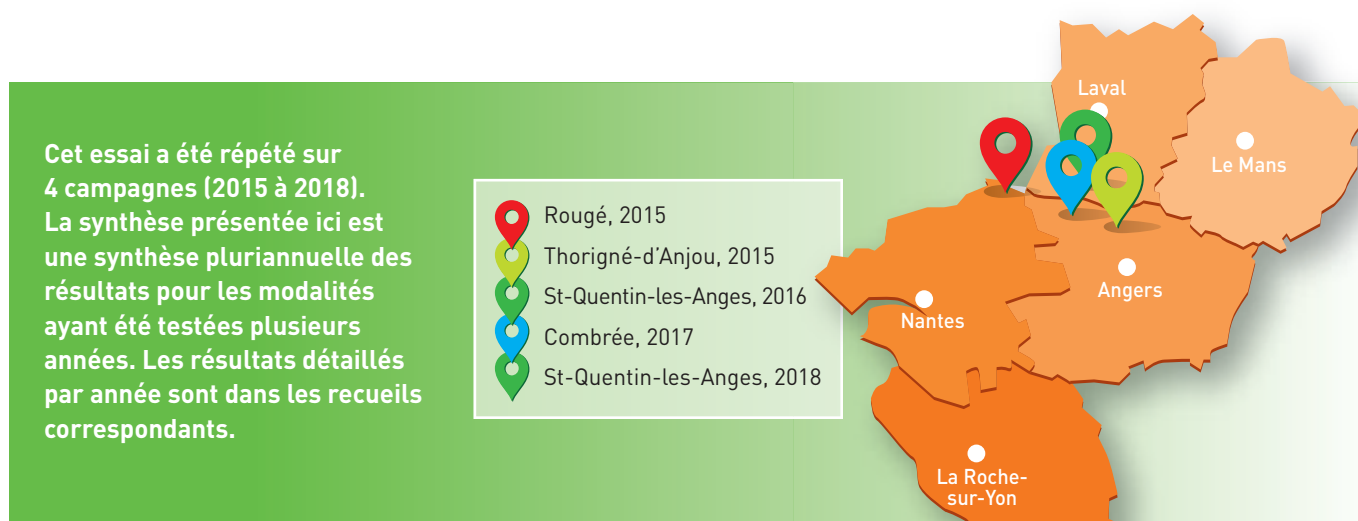 Cet essai a été répété sur
4 campagnes (2015 à 2018).
La synthèse présentée ici est
une synthèse pluriannuelle des
résultats pour les modalités
ayant été testées plusieurs
années. Les résultats détaillés
par année sont dans les recueils
correspondants.
Rougé, 2015
Thorigné-d'Anjou, 2015
St-Quentin-les-Anges, 2016
Combrée, 2017
St-Quentin-les-Anges, 2018
Laval
Le Mans
Angers
Nantes
La Roche-
sur-Yon